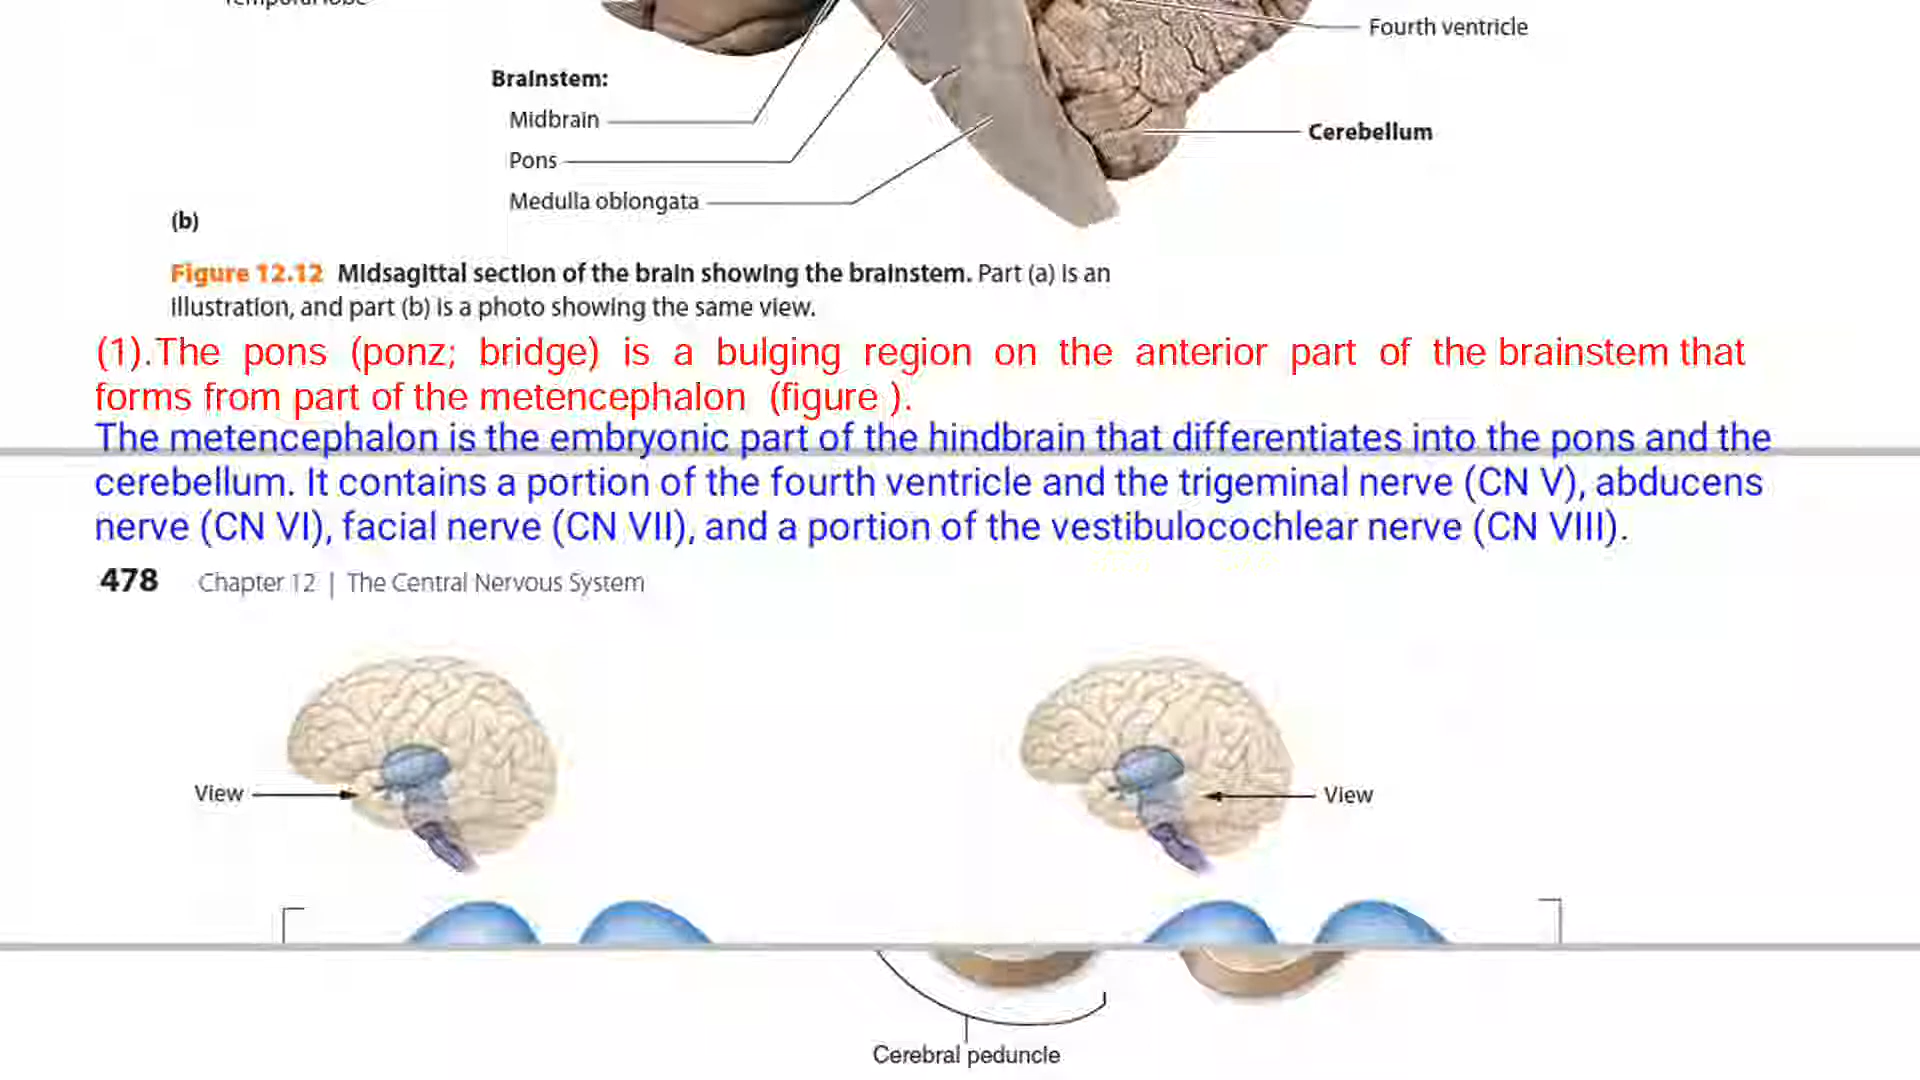 Temporal lobe
Fourth ventricle
Brainstem:
Midbrain
Cerebellum
Pons
Medulla oblongata
(b)
Figure 12.12 Midsagittal section of the brain showing the brainstem. Part (a) is an
illustration, and part (b) is a photo showing the same view.
(1).The pons (ponz; bridge) is a bulging region on the anterior part of the brainstem that
forms from part of the metencephalon (figure ).
The metencephalon is the embryonic part of the hindbrain that differentiates into the pons and the
cerebellum. It contains a portion of the fourth ventricle and the trigeminal nerve (CN V), abducens
nerve (CN VI), facial nerve (CN VII), and a portion of the vestibulocochlear nerve (CN VIII).
478 Chapter 12 | The Central Nervous System
View
View
Cerebral peduncle